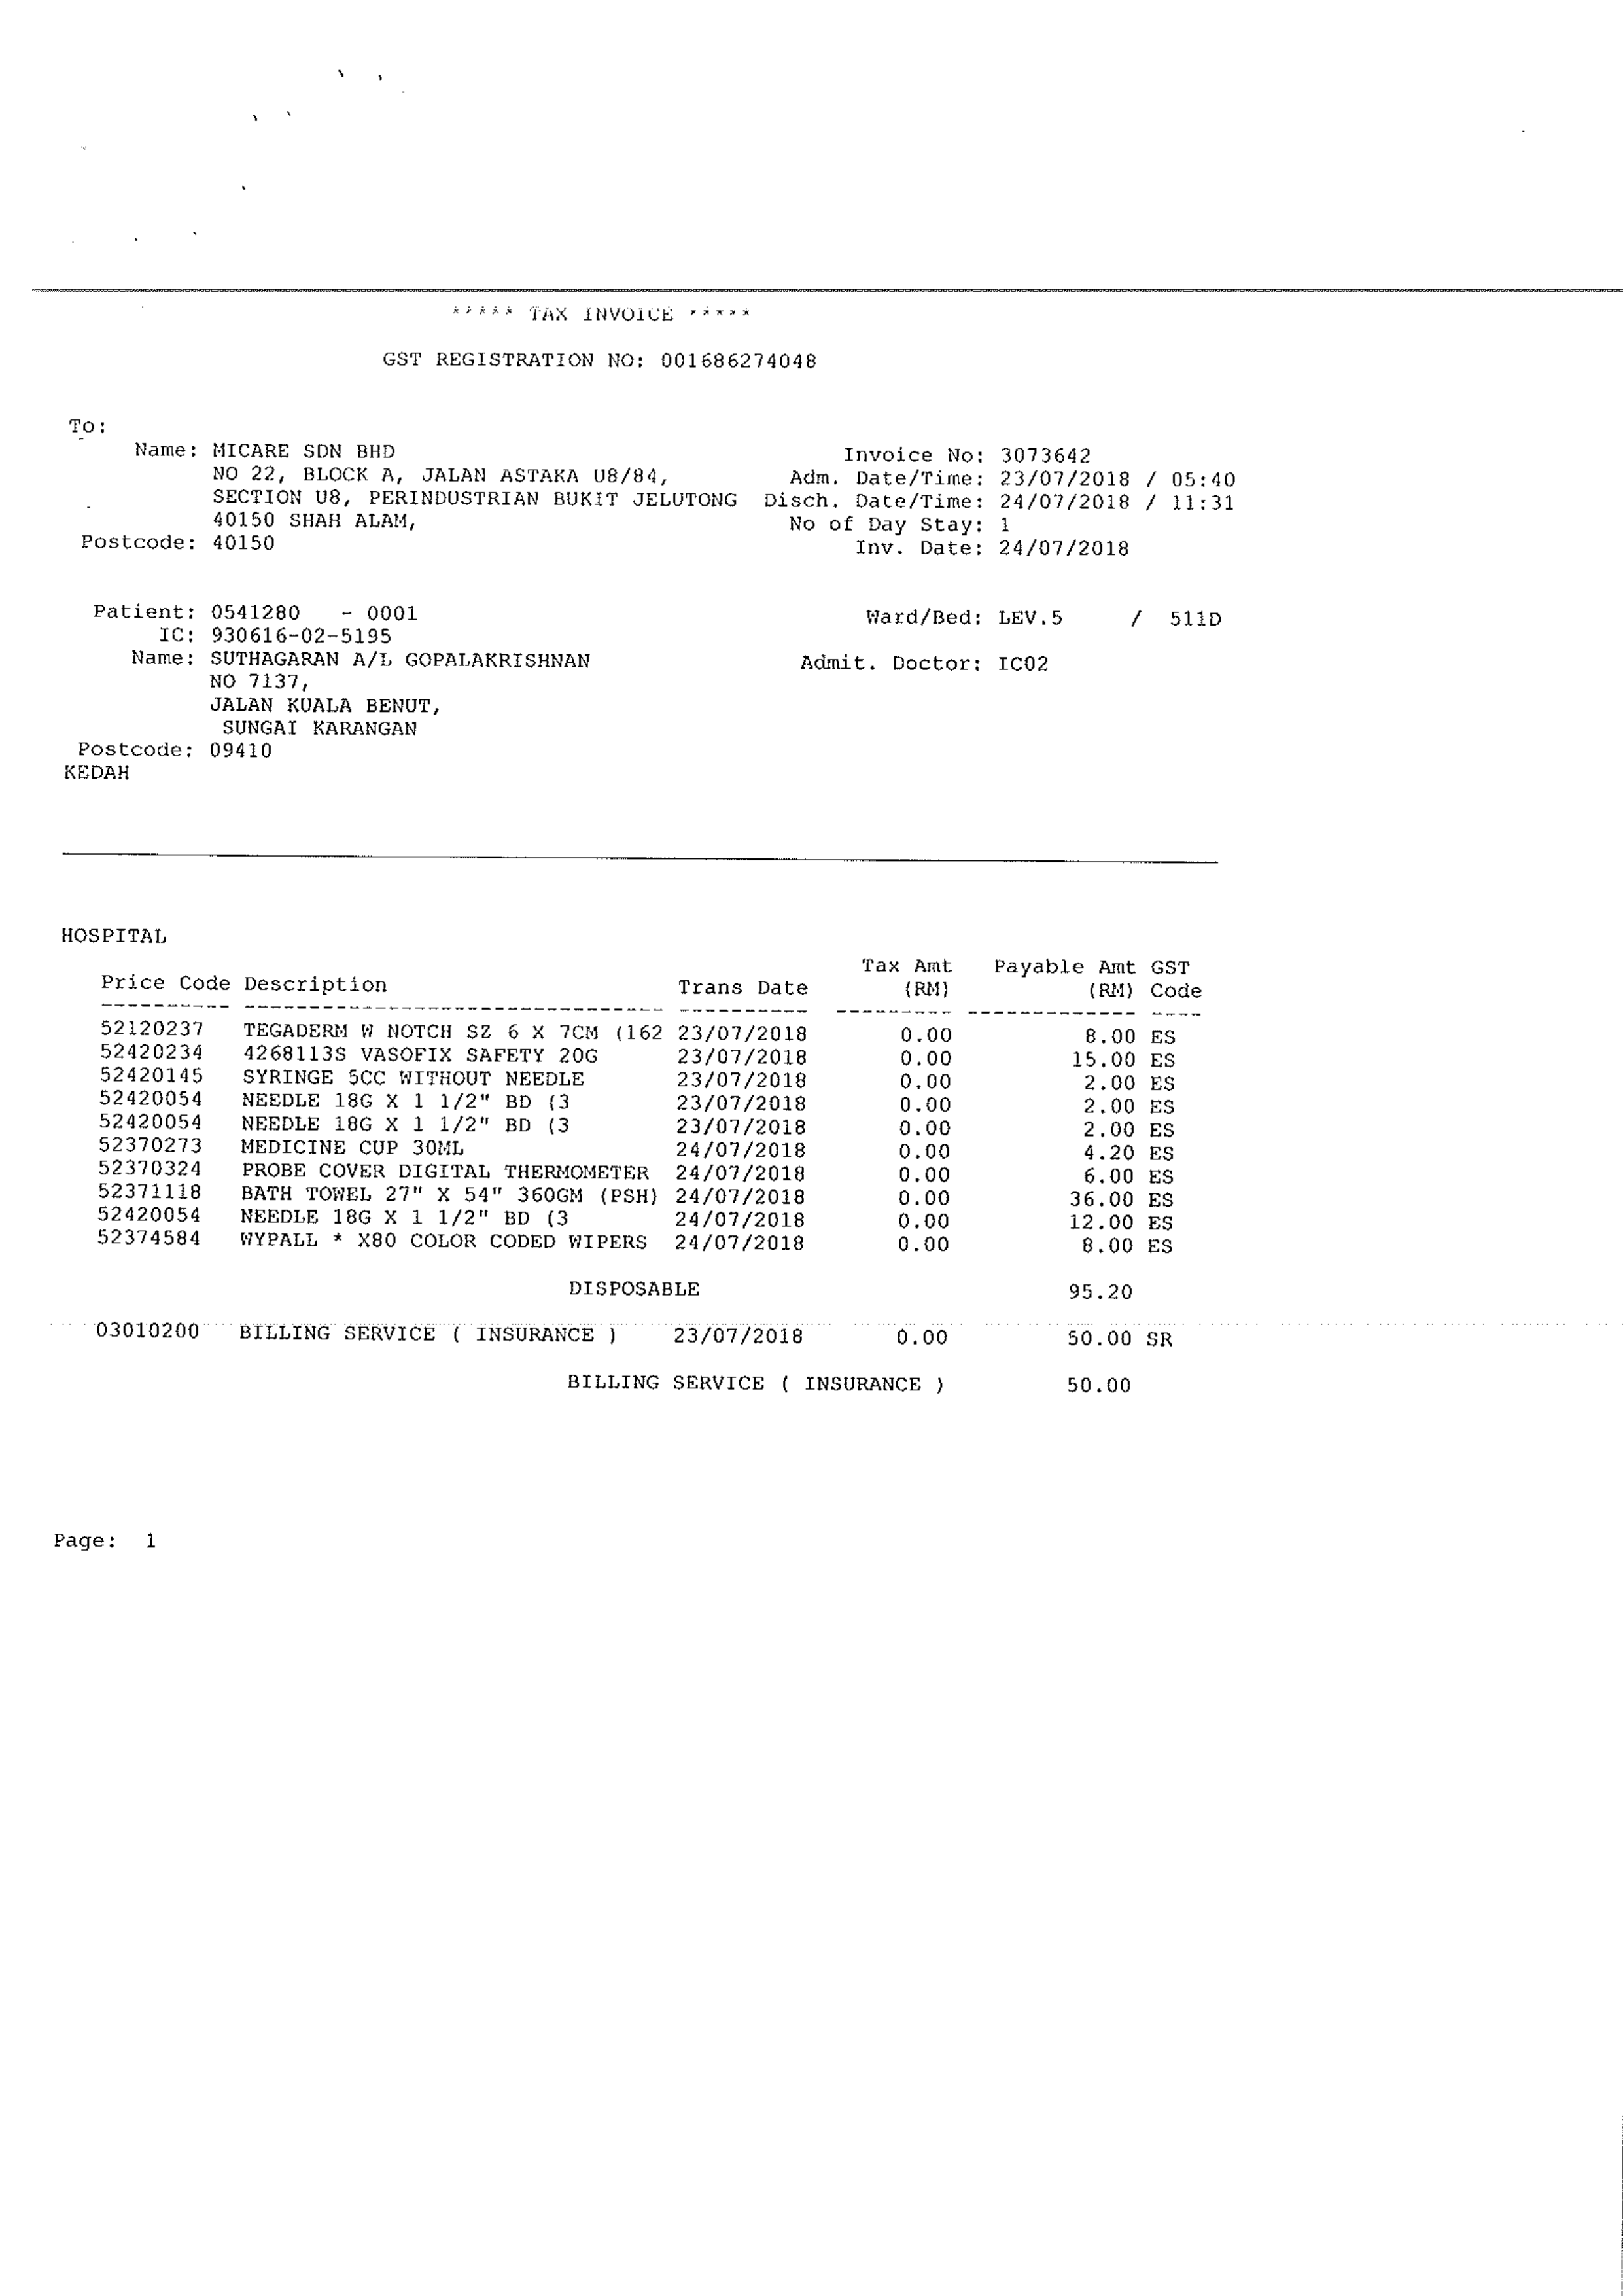 ***** TAX INVOICE *****
GST REGISTRATION NO: 001686274048
To:
Name: MICARE SDN BHD
NO 22, BLOCK A, JALAN ASTAKA U8/84,
SECTION U8, PERINDUSTRIAN BUKIT JELUTONG
40150 SHAH ALAM,
Postcode: 40150
Invoice No: 3073642
Adm. Date/Time: 23/07/2018 / 05:40
Disch. Date/Time: 24/07/2018 / 11:31
No of Day Stay: 1
Inv. Date: 24/07/2018
Patient: 0541280 - 0001
IC: 930616-02-5195
Name: SUTHAGARAN A/L GOPALAKRISHNAN
NO 7137,
JALAN KUALA BENUT,
SUNGAI KARANGAN
Postcode: 09410
KEDAH
Ward/Bed: LEV.5 / 511D
Admit. Doctor: IC02
HOSPITAL
Price Code Description Trans Date Tax Amt (RM) Payable Amt (RM) GST Code
52120237 TEGADERM W NOTCH SZ 6 X 7CM (162 23/07/2018 0.00 8.00 ES
52420234 4268113S VASOFIX SAFETY 20G 23/07/2018 0.00 15.00 ES
52420145 SYRINGE 5CC WITHOUT NEEDLE 23/07/2018 0.00 2.00 ES
52420054 NEEDLE 18G X 1 1/2" BD (3 23/07/2018 0.00 2.00 ES
52420054 NEEDLE 18G X 1 1/2" BD (3 23/07/2018 0.00 2.00 ES
52370273 MEDICINE CUP 30ML 24/07/2018 0.00 4.20 ES
52370324 PROBE COVER DIGITAL THERMOMETER 24/07/2018 0.00 6.00 ES
52371118 BATH TOWEL 27" X 54" 360GM (PSH) 24/07/2018 0.00 36.00 ES
52420054 NEEDLE 18G X 1 1/2" BD (3 24/07/2018 0.00 12.00 ES
52374584 WYPALL * X80 COLOR CODED WIPERS 24/07/2018 0.00 8.00 ES
DISPOSABLE 95.20
03010200 BILLING SERVICE ( INSURANCE ) 23/07/2018 0.00 50.00 SR
BILLING SERVICE ( INSURANCE ) 50.00
Page: 1